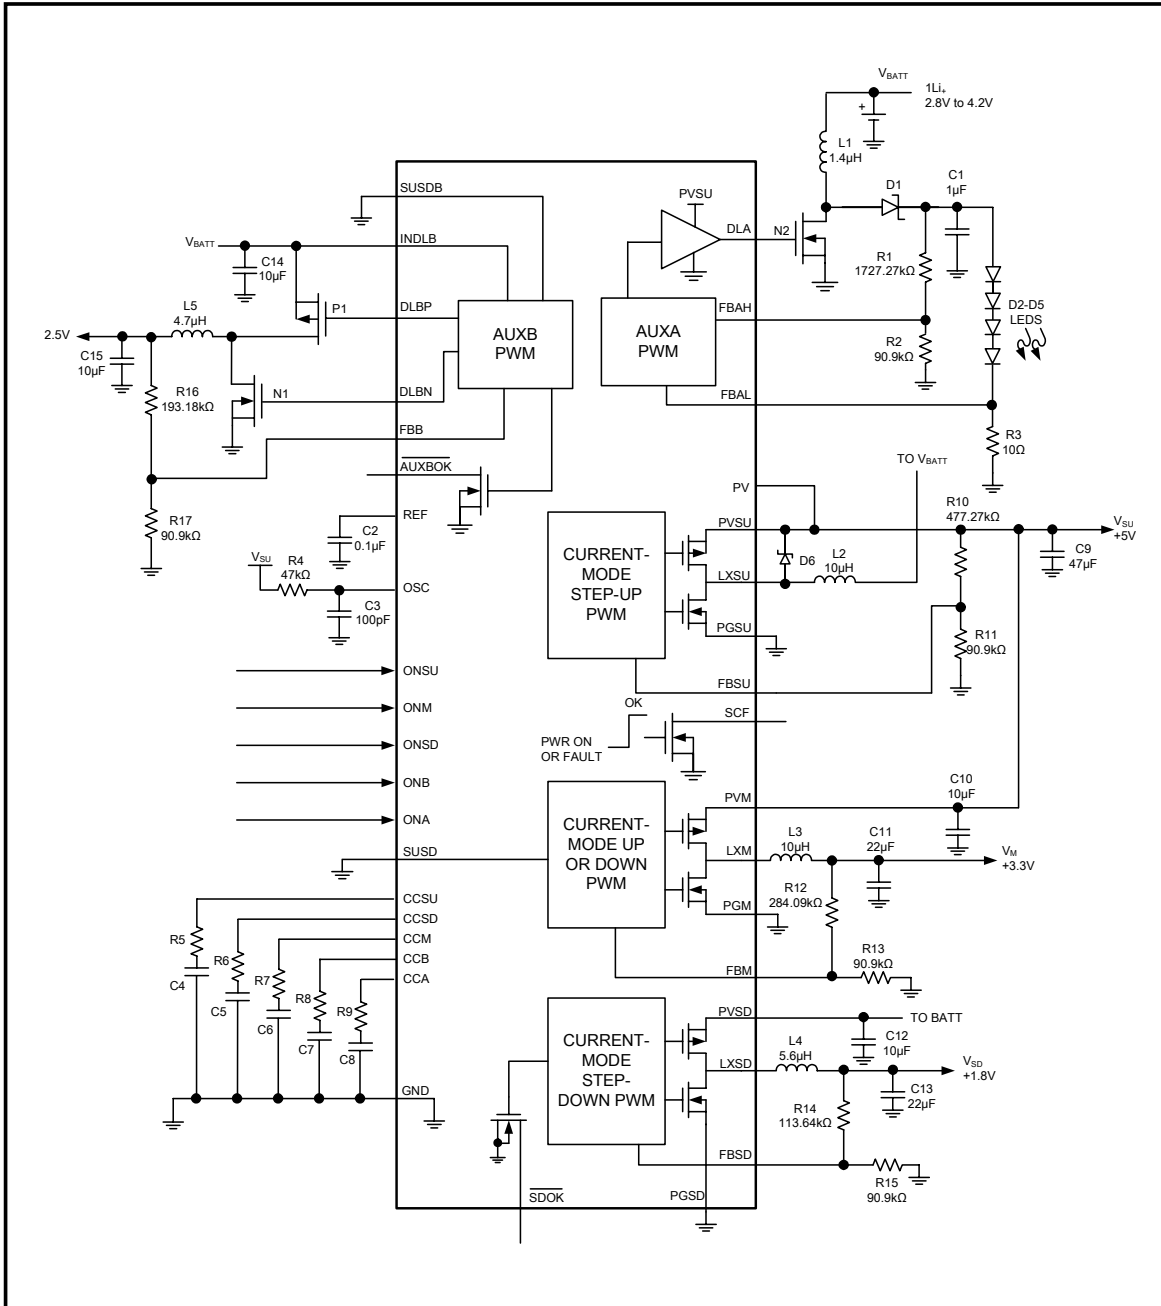 V_BATT
1Li+
2.8V to 4.2V
+
L1
1.4µH
D1
C1
1µF
SUSDB
PVSU
DLA
N2
V_BATT
INDLB
C14
10µF
R1
1727.27kΩ
L5
4.7µH
P1
DLBP
FBAH
D2-D5
LEDS
2.5V
AUXB
PWM
AUXA
PWM
R2
90.9kΩ
C15
10µF
R16
193.18kΩ
N1
DLBN
FBAL
FBB
R3
10Ω
AUXBOK
TO V_BATT
PV
R10
477.27kΩ
R17
90.9kΩ
REF
C2
0.1µF
PVSU
V_SU
+5V
CURRENT-
MODE
STEP-UP
PWM
D6
L2
10µH
C9
47µF
V_SU
R4
47kΩ
LXSU
OSC
C3
100pF
PGSU
R11
90.9kΩ
ONSU
FBSU
ONM
OK
SCF
ONSD
PWR ON
OR FAULT
ONB
C10
10µF
PVM
ONA
CURRENT-
MODE UP
OR DOWN
PWM
L3
10µH
C11
22µF
SUSD
LXM
V_M
+3.3V
R12
284.09kΩ
CCSU
PGM
CCSD
R5
CCM
R13
90.9kΩ
R6
CCB
FBM
R7
CCA
C4
R8
C5
R9
C6
PVSD
TO BATT
C7
C8
CURRENT-
MODE
STEP-
DOWN PWM
L4
5.6µH
C12
10µF
LXSD
V_SD
+1.8V
GND
C13
22µF
R14
113.64kΩ
FBSD
R15
90.9kΩ
SDOK
PGSD